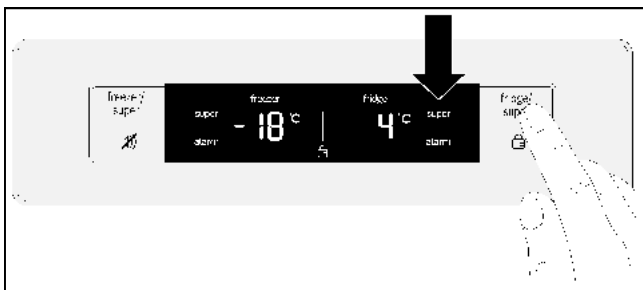 freezer/
super
freezer
super
-18 °C
alarm
fridge
4 °C
super
alarm
fridge/
super